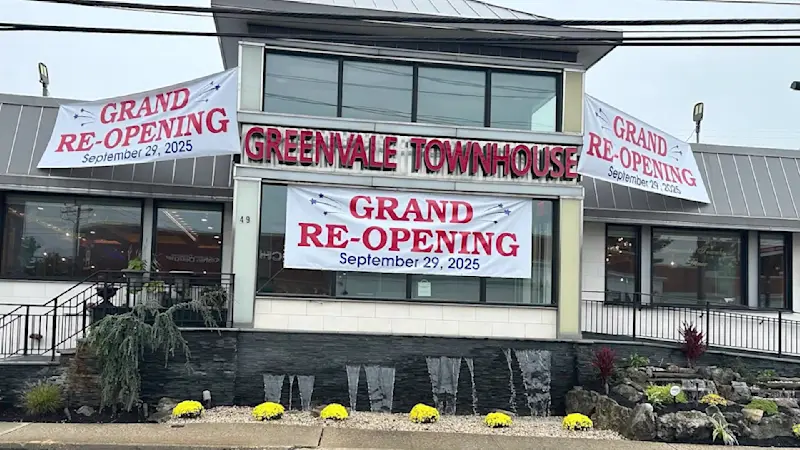 GRAND
RE-OPENING
September 29, 2025
GREENVALE TOWNHOUSE
GRAND
RE-OPENING
September 29, 2025
49
GRAND
RE-OPENING
September 29, 2025